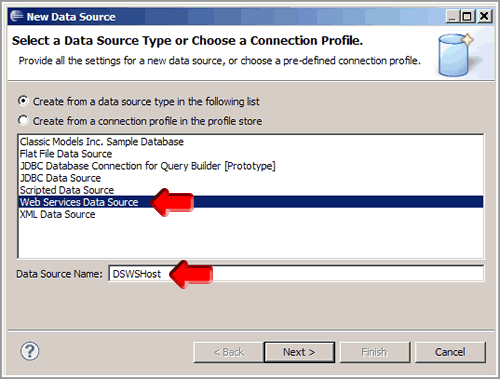 New Data Source
Select a Data Source Type or Choose a Connection Profile.
Provide all the settings for a new data source, or choose a pre-defined connection profile.
Create from a data source type in the following list
Create from a connection profile in the profile store
Classic Models Inc. Sample Database
Flat File Data Source
JDBC Database Connection for Query Builder [Prototype]
JDBC Data Source
Scripted Data Source
Web Services Data Source
XML Data Source
Data Source Name: DSWSHost
? < Back Next > Finish Cancel